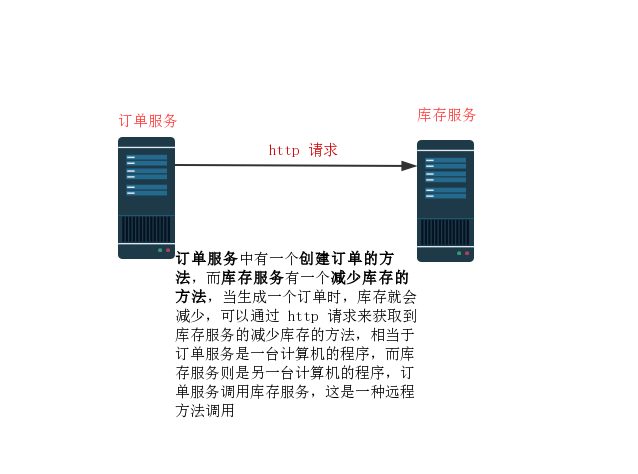 订单服务
库存服务
http 请求
订单服务中有一个创建订单的方
法，而库存服务有一个减少库存的
方法，当生成一个订单时，库存就会
减少，可以通过 http 请求来获取到
库存服务的减少库存的方法，相当于
订单服务是一台计算机的程序，而库
存服务则是另一台计算机的程序，订
单服务调用库存服务，这是一种远程
方法调用